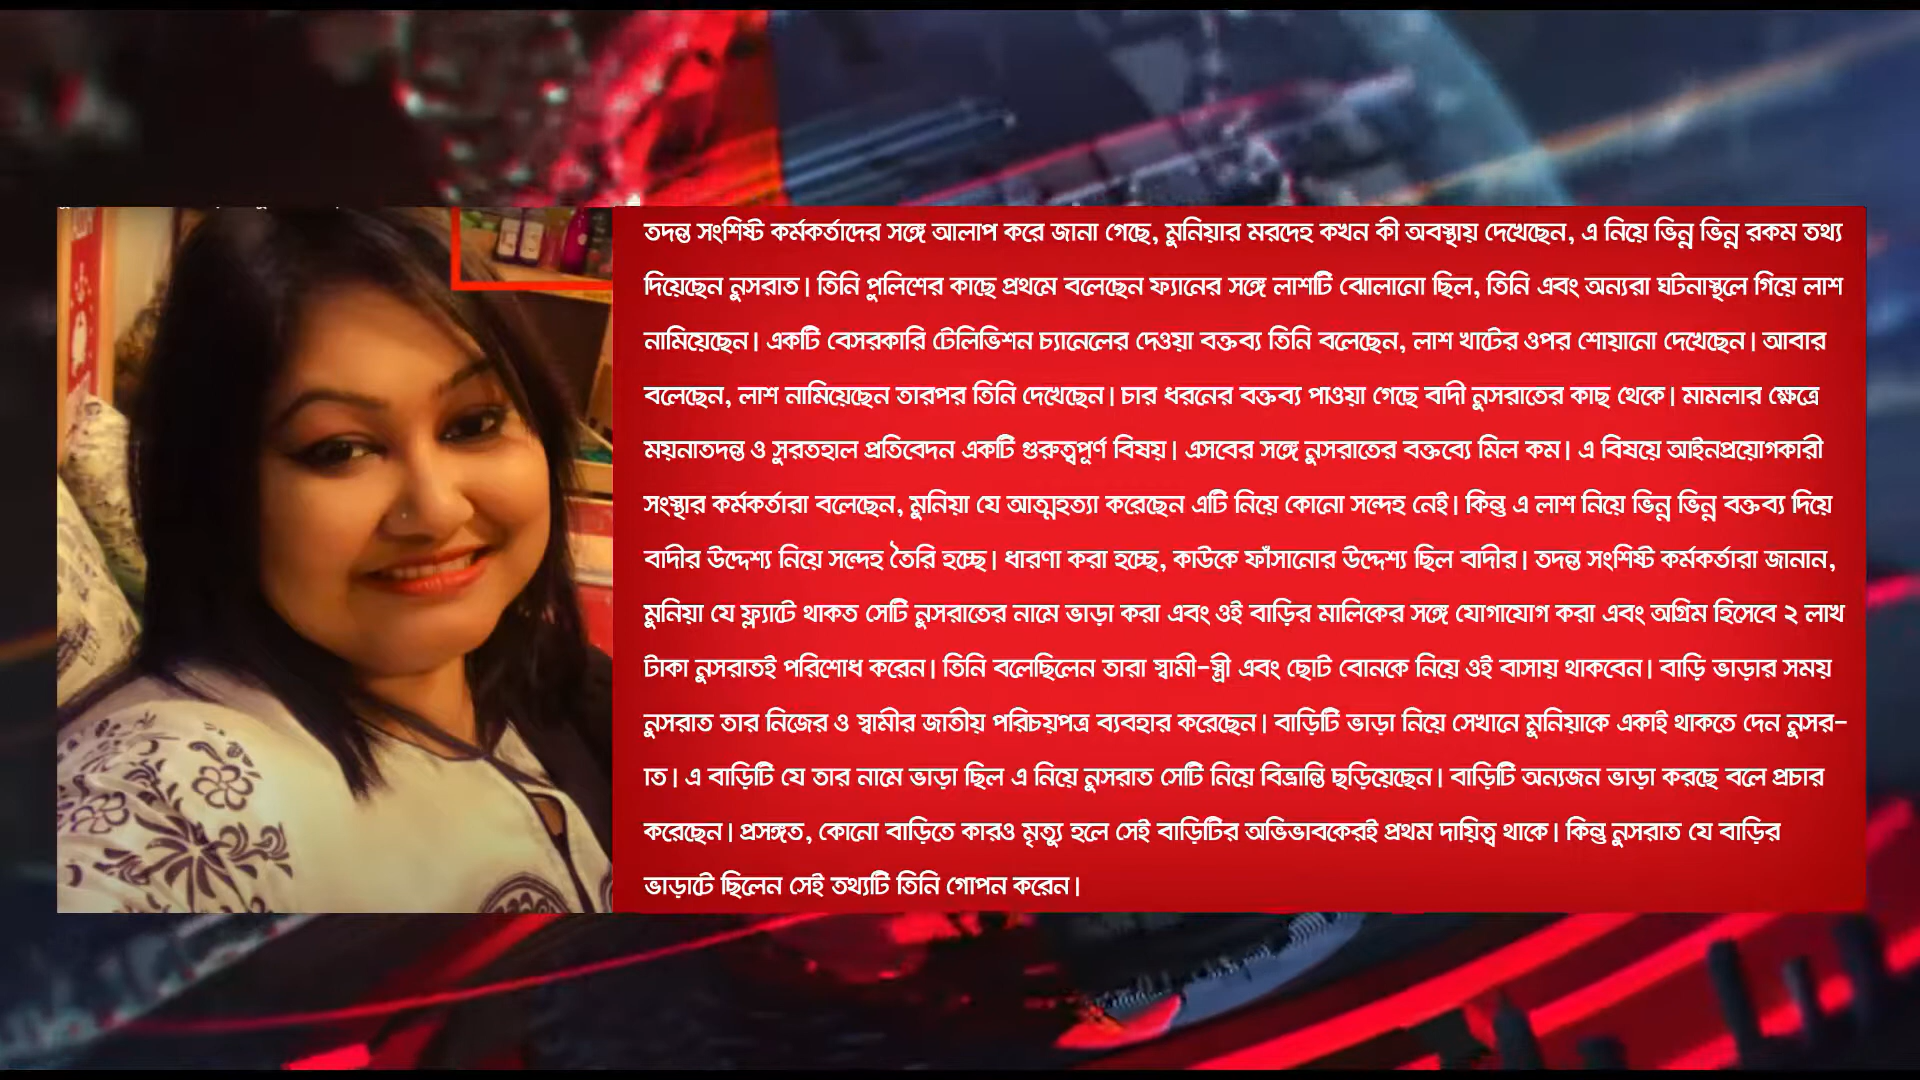 তদন্ত সংশিষ্ট কর্মকর্তাদের সঙ্গে আলাপ করে জানা গেছে, মুনিয়ার মরদেহ কখন কী অবস্থায় দেখেছেন, এ নিয়ে ভিন্ন ভিন্ন রকম তথ্য
দিয়েছেন নুসরাত। তিনি পুলিশের কাছে প্রথমে বলেছেন ফ্যানের সঙ্গে লাশটি ঝোলানো ছিল, তিনি এবং অন্যরা ঘটনাস্থলে গিয়ে লাশ
নামিয়েছেন। একটি বেসরকারি টেলিভিশন চ্যানেলের দেওয়া বক্তব্য তিনি বলেছেন, লাশ খাটের ওপর শোয়ানো দেখেছেন। আবার
বলেছেন, লাশ নামিয়েছেন তারপর তিনি দেখেছেন। চার ধরনের বক্তব্য পাওয়া গেছে বাদী নুসরাতের কাছ থেকে। মামলার ক্ষেত্রে
ময়নাতদন্ত ও সুরতহাল প্রতিবেদন একটি গুরুত্বপূর্ণ বিষয়। এসবের সঙ্গে নুসরাতের বক্তব্যে মিল কম। এ বিষয়ে আইনপ্রয়োগকারী
সংস্থার কর্মকর্তারা বলেছেন, মুনিয়া যে আত্মহত্যা করেছেন এটি নিয়ে কোনো সন্দেহ নেই। কিন্তু এ লাশ নিয়ে ভিন্ন ভিন্ন বক্তব্য দিয়ে
বাদীর উদ্দেশ্য নিয়ে সন্দেহ তৈরি হচ্ছে। ধারণা করা হচ্ছে, কাউকে ফাঁসানোর উদ্দেশ্য ছিল বাদীর। তদন্ত সংশিষ্ট কর্মকর্তারা জানান,
মুনিয়া যে ফ্ল্যাটে থাকত সেটি নুসরাতের নামে ভাড়া করা এবং ওই বাড়ির মালিকের সঙ্গে যোগাযোগ করা এবং অগ্রিম হিসেবে ২ লাখ
টাকা নুসরাতই পরিশোধ করেন। তিনি বলেছিলেন তারা স্বামী-স্ত্রী এবং ছোট বোনকে নিয়ে ওই বাসায় থাকবেন। বাড়ি ভাড়ার সময়
নুসরাত তার নিজের ও স্বামীর জাতীয় পরিচয়পত্র ব্যবহার করেছেন। বাড়িটি ভাড়া নিয়ে সেখানে মুনিয়াকে একাই থাকতে দেন নুসর-
াত। এ বাড়িটি যে তার নামে ভাড়া ছিল এ নিয়ে নুসরাত সেটি নিয়ে বিভ্রান্তি ছড়িয়েছেন। বাড়িটি অন্যজন ভাড়া করছে বলে প্রচার
করেছেন। প্রসঙ্গত, কোনো বাড়িতে কারও মৃত্যু হলে সেই বাড়িটির অভিভাবকেরই প্রথম দায়িত্ব থাকে। কিন্তু নুসরাত যে বাড়ির
ভাড়াটে ছিলেন সেই তথ্যটি তিনি গোপন করেন।